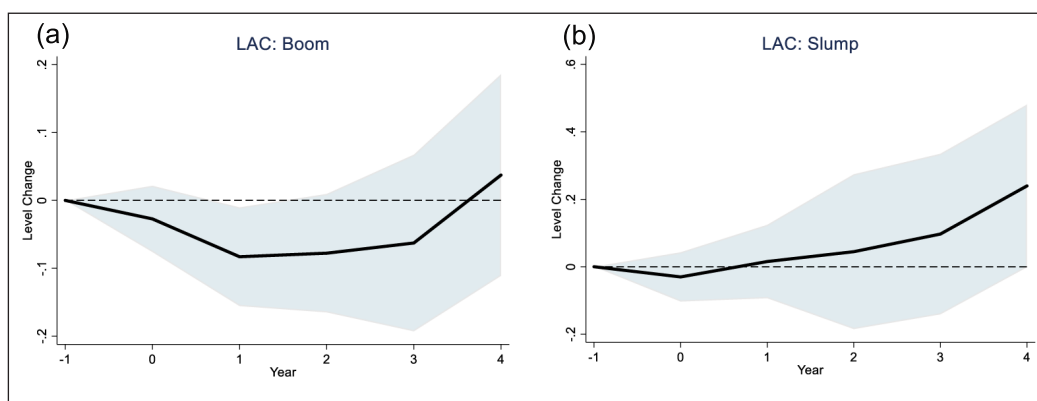 (a)
LAC: Boom
Level Change
.2
.1
0
-.1
-.2
-1 0 1 2 3 4
Year
(b)
LAC: Slump
Level Change
.6
.4
.2
0
-.2
-1 0 1 2 3 4
Year